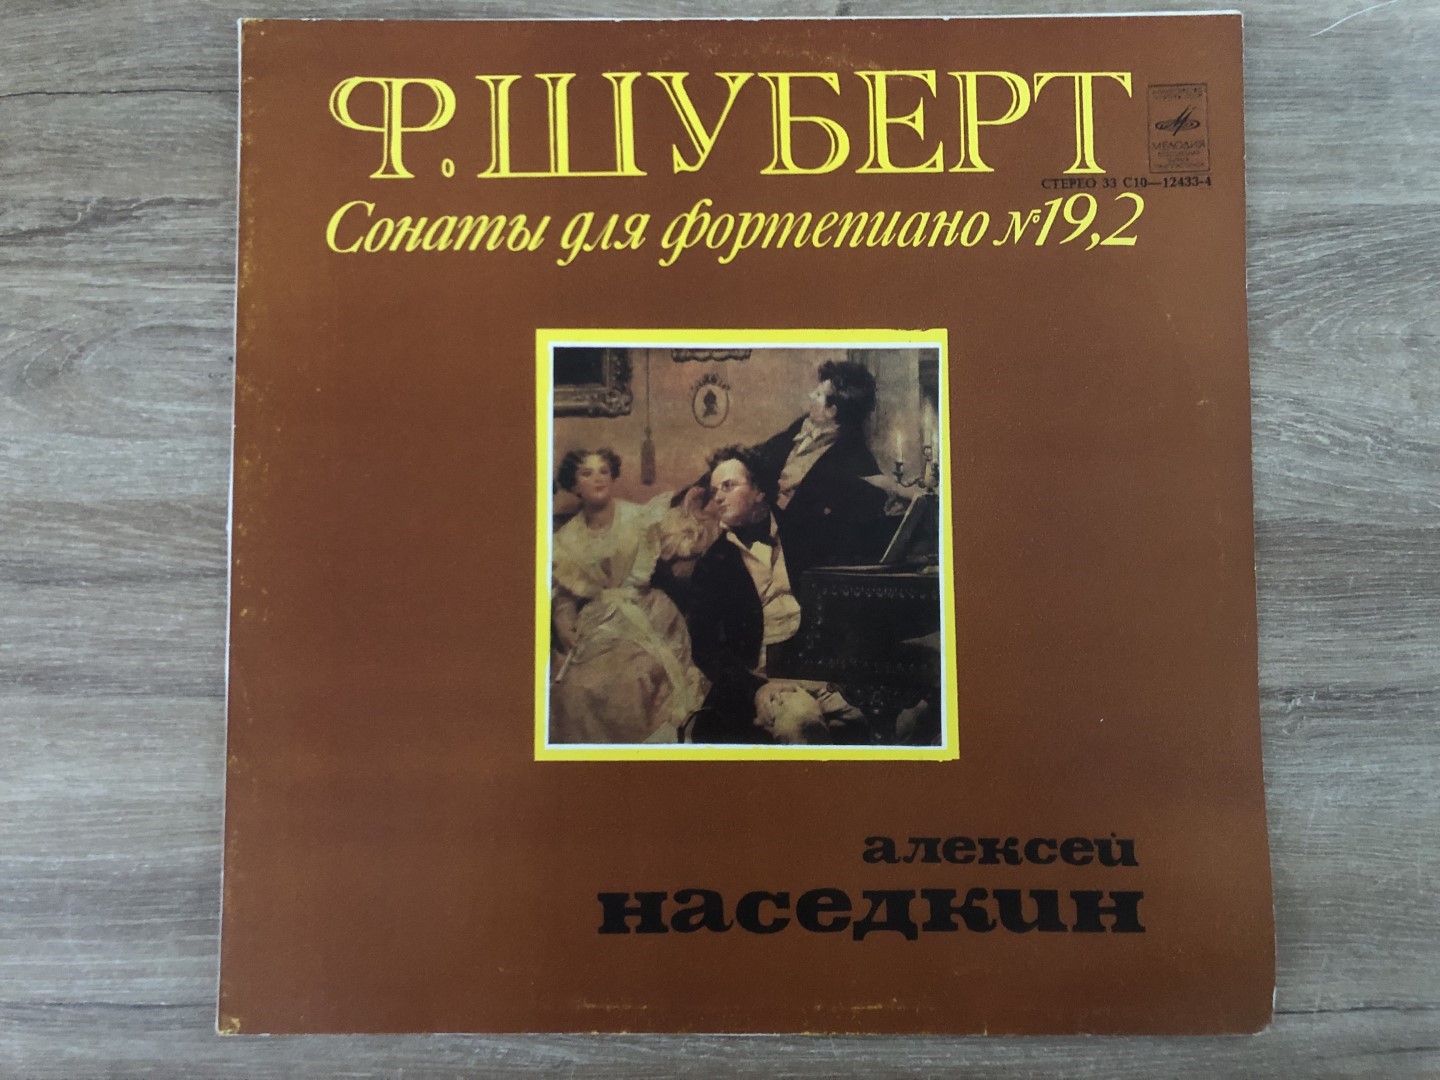 Ф. ШУБЕРТ
МЕЛОДИЯ
СТЕРЕО 33 С10—12433-4
Сонаты для фортепиано №19,2
алексей
наседкин